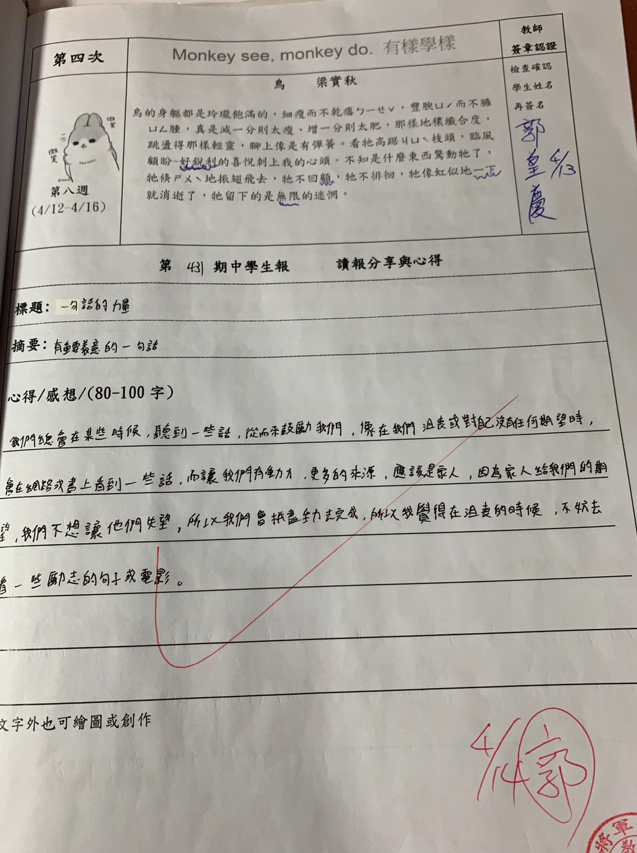 第四次
Monkey see, monkey do. 有樣學樣
教師
簽章認證
檢查確認
學生姓名
再簽名
郭
皇
慶
4/13
微笑
微笑
第八週
(4/12-4/16)
鳥 梁實秋
鳥的身軀都是玲瓏飽滿的，細瘦而不乾癟ㄅㄧㄝˇ，豐腴ㄩˊ而不臃
ㄩㄥ腫，真是減一分則太瘦，增一分則太肥，那樣地穠纖合度，
跳盪得那樣輕靈，腳上像是有彈簧。看牠高踞ㄐㄩˋ枝頭，臨風
顧盼-好銳利的喜悅刺上我的心頭。不知是什麼東西驚動牠了，
牠倏ㄕㄨˋ地振翅飛去，牠不回顧，牠不徘徊，牠像虹似地一下
就消逝了，牠留下的是無限的迷惘。
第 431 期中學生報 讀報分享與心得
標題：一句話的力量
摘要：有重要義意的一句話
心得/感想/(80-100 字)
我們總會在某些時候，聽到一些話，從而來鼓勵我們，像在我們沮喪或對自己沒有任何期望時，
會在網路或書上看到一些話，而讓我們有動力，更多的來源，應該是家人，因為家人給我們的期
望，我們不想讓他們失望，所以我們會抵盡全力去完成，所以我覺得在沮喪的時候，不妨去
看一些勵志的句子或電影。
文字外也可繪圖或創作
4/14 郭
將軍
教